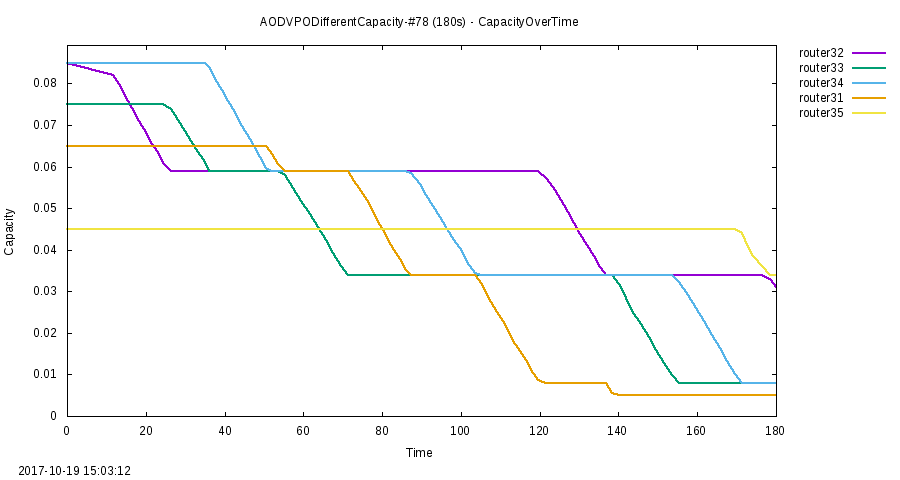 AODVPODifferentCapacity-#78 (180s) - CapacityOverTime
router32
router33
router34
router31
router35
0.08
0.07
0.06
0.05
0.04
0.03
0.02
0.01
0
Capacity
0 20 40 60 80 100 120 140 160 180
Time
2017-10-19 15:03:12